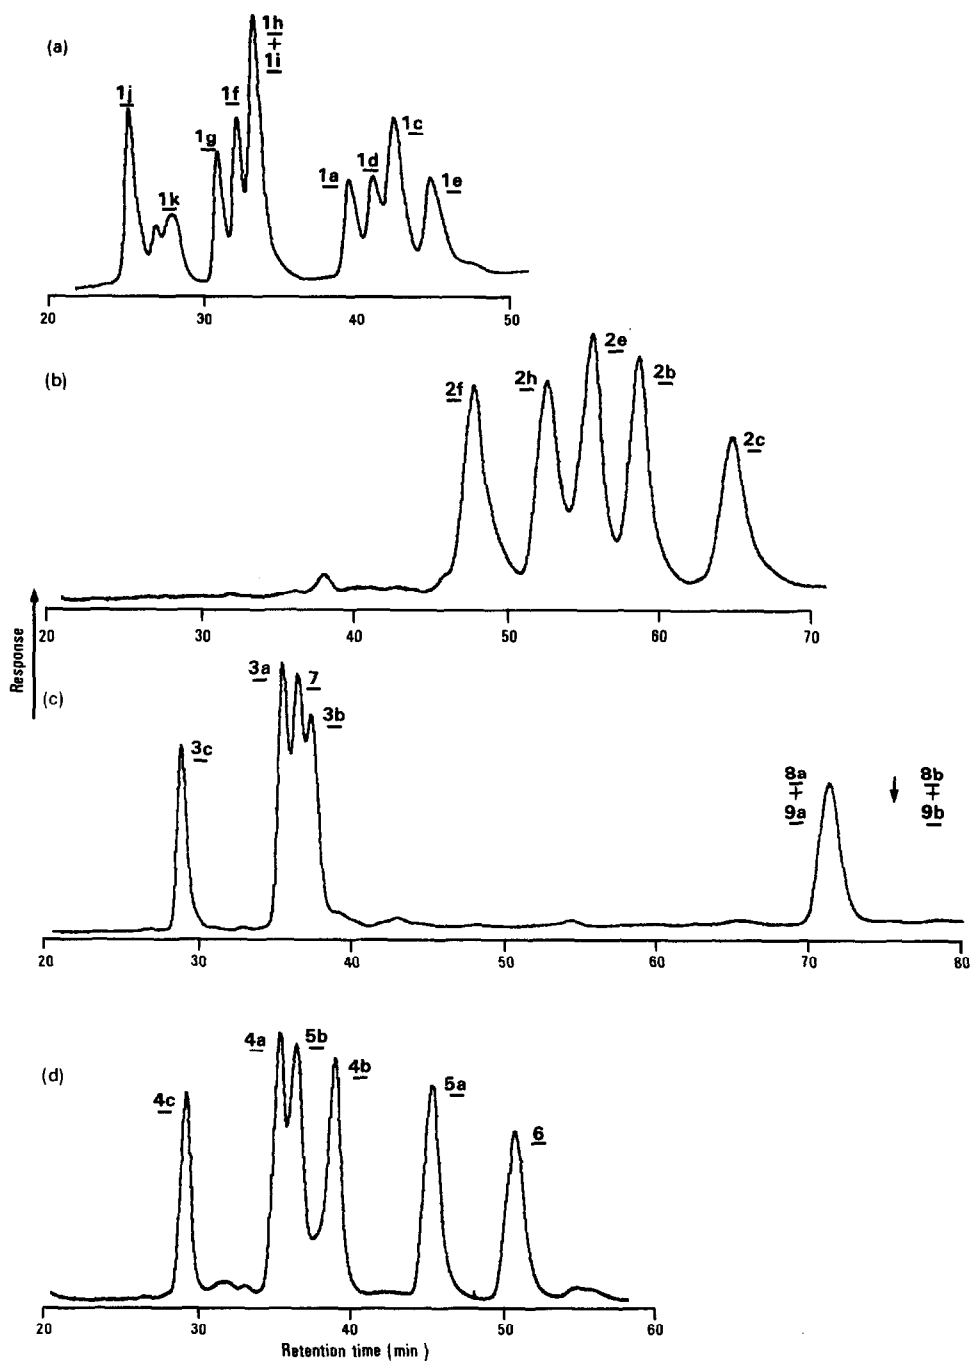 (a)
1j
1k
1g
1f
1h
+
1i
1a
1d
1c
1e
20 30 40 50
(b)
2f
2h
2e
2b
2c
20 30 40 50 60 70
Response
(c)
3c
3a
7
3b
8a
+
9a
8b
+
9b
20 30 40 50 60 70 80
(d)
4c
4a
5b
4b
5a
6
20 30 40 50 60
Retention time (min)